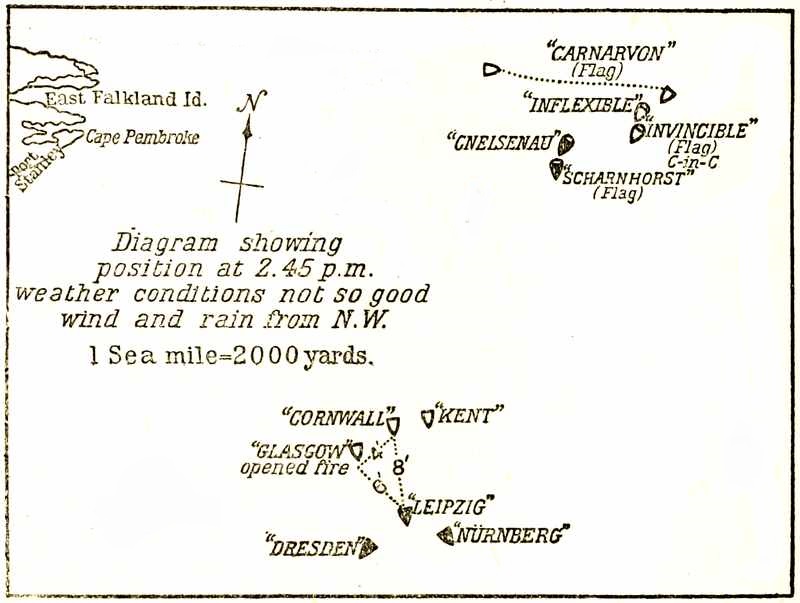 "CARNARVON"
(Flag)
"INFLEXIBLE"
"INVINCIBLE"
(Flag)
C-in-C
"CNELSENAU"
"SCHARNHORST"
(Flag)
East Falkland Id.
Cape Pembroke
Port
Stanley
N
Diagram showing
position at 2.45 p.m.
weather conditions not so good
wind and rain from N.W.
1 Sea mile=2000 yards.
"CORNWALL"
"KENT"
"GLASGOW"
opened fire
4'
8'
6'
"LEIPZIG"
"NÜRNBERG"
"DRESDEN"